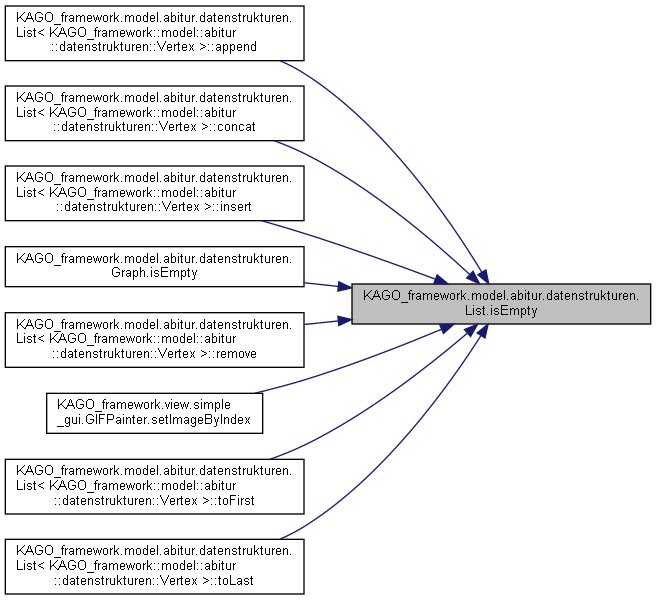 KAGO_framework.model.abitur.datenstrukturen.
List< KAGO_framework::model::abitur
::datenstrukturen::Vertex >::append
KAGO_framework.model.abitur.datenstrukturen.
List< KAGO_framework::model::abitur
::datenstrukturen::Vertex >::concat
KAGO_framework.model.abitur.datenstrukturen.
List< KAGO_framework::model::abitur
::datenstrukturen::Vertex >::insert
KAGO_framework.model.abitur.datenstrukturen.
Graph.isEmpty
KAGO_framework.model.abitur.datenstrukturen.
List.isEmpty
KAGO_framework.model.abitur.datenstrukturen.
List< KAGO_framework::model::abitur
::datenstrukturen::Vertex >::remove
KAGO_framework.view.simple
_gui.GIFPainter.setImageByIndex
KAGO_framework.model.abitur.datenstrukturen.
List< KAGO_framework::model::abitur
::datenstrukturen::Vertex >::toFirst
KAGO_framework.model.abitur.datenstrukturen.
List< KAGO_framework::model::abitur
::datenstrukturen::Vertex >::toLast